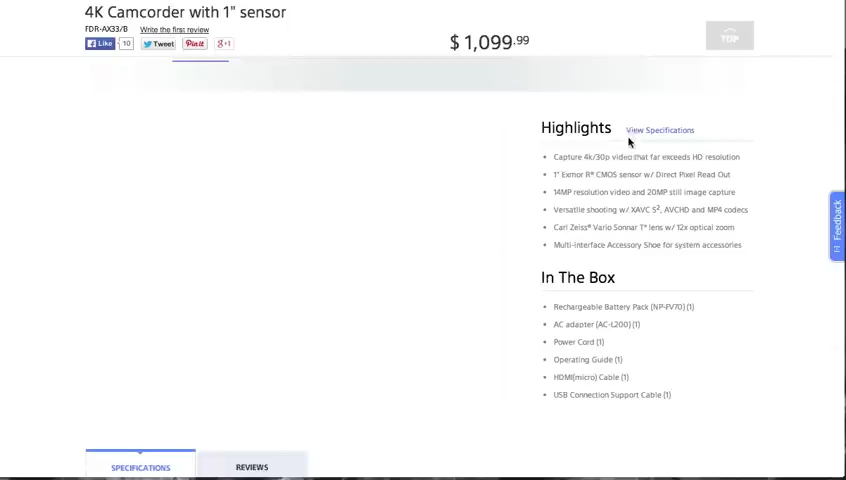 4K Camcorder with 1" sensor
FDR-AX33/B Write the first review
Like 10 Tweet Pin it g+1
$1,099.99
TOP
Highlights View Specifications
• Capture 4k/30p video that far exceeds HD resolution
• 1" Exmor R® CMOS sensor w/ Direct Pixel Read Out
• 14MP resolution video and 20MP still image capture
• Versatile shooting w/ XAVC S², AVCHD and MP4 codecs
• Carl Zeiss® Vario Sonnar T* lens w/ 12x optical zoom
• Multi-interface Accessory Shoe for system accessories
Feedback
In The Box
• Rechargeable Battery Pack (NP-FV70) (1)
• AC adapter (AC-L200) (1)
• Power Cord (1)
• Operating Guide (1)
• HDMI(micro) Cable (1)
• USB Connection Support Cable (1)
SPECIFICATIONS REVIEWS